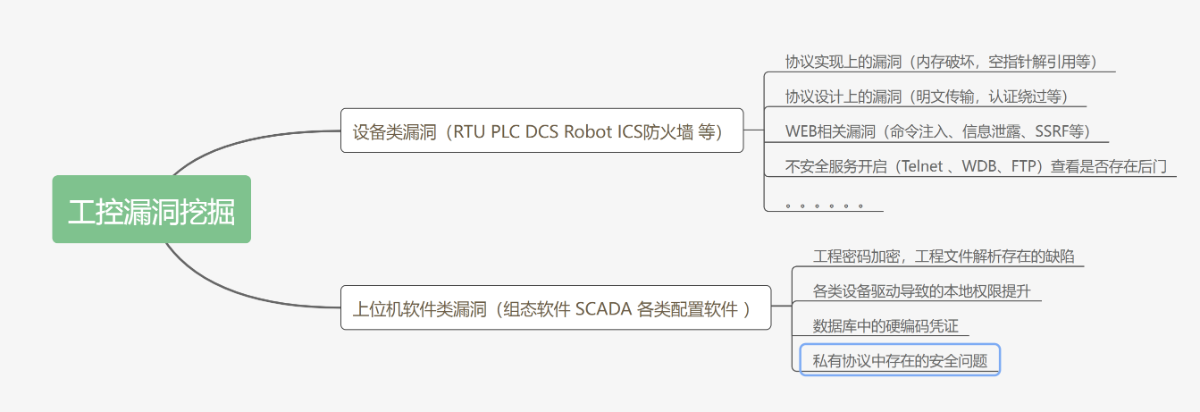 工控漏洞挖掘
设备类漏洞（RTU PLC DCS Robot ICS防火墙 等）
协议实现上的漏洞（内存破坏，空指针解引用等）
协议设计上的漏洞（明文传输，认证绕过等）
WEB相关漏洞（命令注入、信息泄露、SSRF等）
不安全服务开启（Telnet 、WDB、FTP）查看是否存在后门
。。。。。。
上位机软件类漏洞（组态软件 SCADA 各类配置软件 ）
工程密码加密，工程文件解析存在的缺陷
各类设备驱动导致的本地权限提升
数据库中的硬编码凭证
私有协议中存在的安全问题